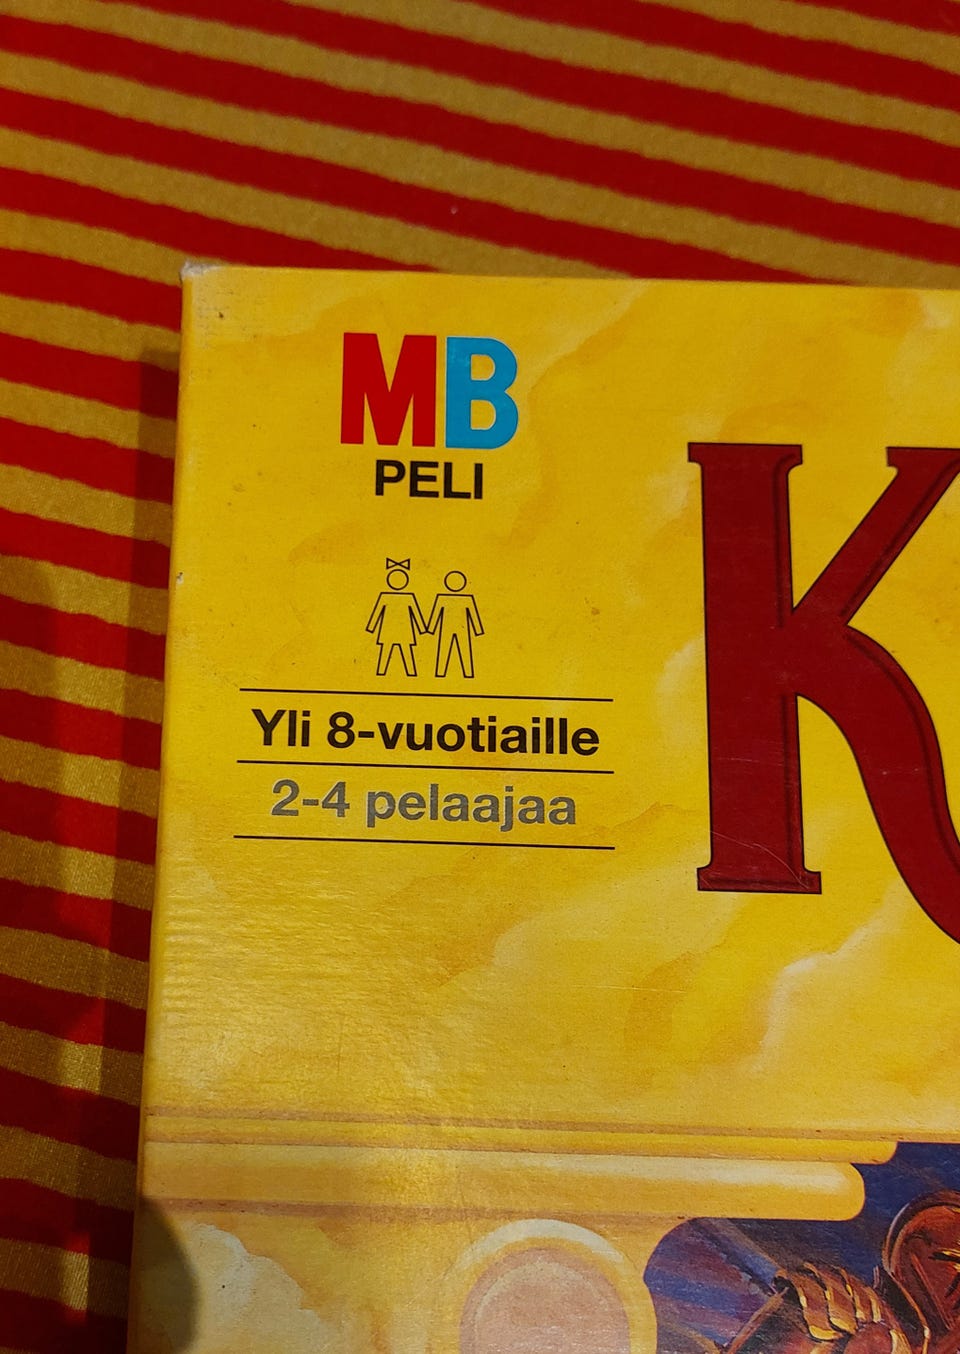 MB
PELI
K
Yli 8-vuotiaille
2-4 pelaajaa